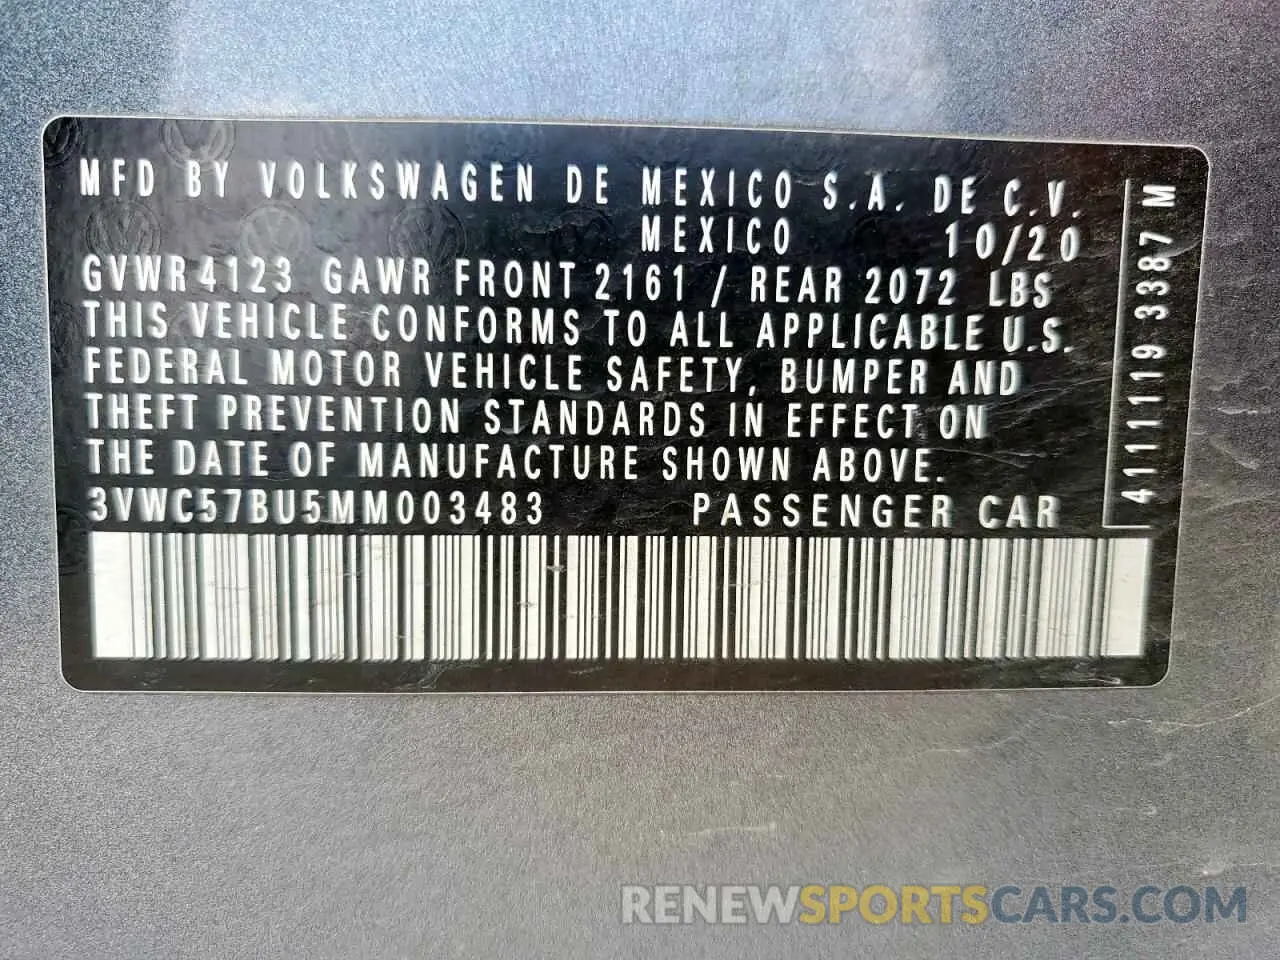 MFD BY VOLKSWAGEN DE MEXICO S.A. DE C.V.
MEXICO 10/20
GVWR 4123 GAWR FRONT 2161 / REAR 2072 LBS
THIS VEHICLE CONFORMS TO ALL APPLICABLE U.S.
FEDERAL MOTOR VEHICLE SAFETY, BUMPER AND
THEFT PREVENTION STANDARDS IN EFFECT ON
THE DATE OF MANUFACTURE SHOWN ABOVE.
3VWC57BU5MM003483 PASSENGER CAR
4111119 3387 M
RENEWSPORTSCARS.COM